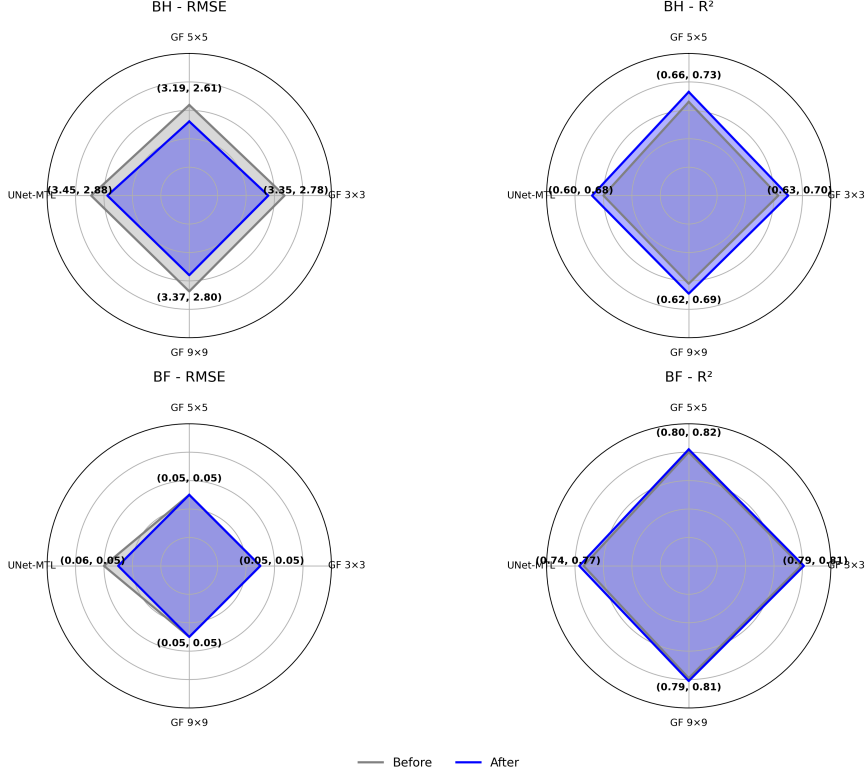 BH - RMSE
GF 5×5
(3.19, 2.61)
UNet-MTL
(3.45, 2.88)
(3.35, 2.78)
GF 3×3
(3.37, 2.80)
GF 9×9
BH - R²
GF 5×5
(0.66, 0.73)
UNet-MTL
(0.60, 0.68)
(0.63, 0.70)
GF 3×3
(0.62, 0.69)
GF 9×9
BF - RMSE
GF 5×5
(0.05, 0.05)
UNet-MTL
(0.06, 0.05)
(0.05, 0.05)
GF 3×3
(0.05, 0.05)
GF 9×9
BF - R²
GF 5×5
(0.80, 0.82)
UNet-MTL
(0.74, 0.77)
(0.79, 0.81)
GF 3×3
(0.79, 0.81)
GF 9×9
Before
After